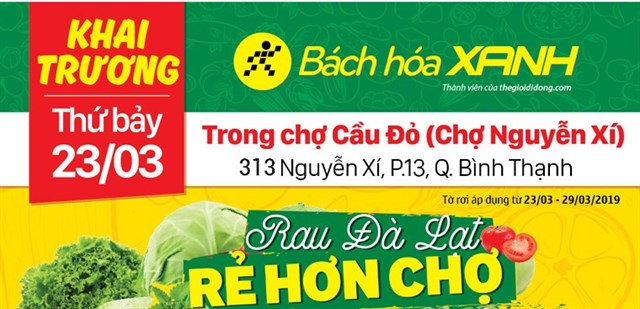 KHAI
TRƯƠNG
Thứ bảy
23/03
Bách hóa XANH
Thành viên của thegioididong.com
Trong chợ Cầu Đỏ (Chợ Nguyễn Xí)
313 Nguyễn Xí, P.13, Q. Bình Thạnh
Tờ rơi áp dụng từ 23/03 - 29/03/2019
Rau Đà Lạt
RẺ HƠN CHỢ